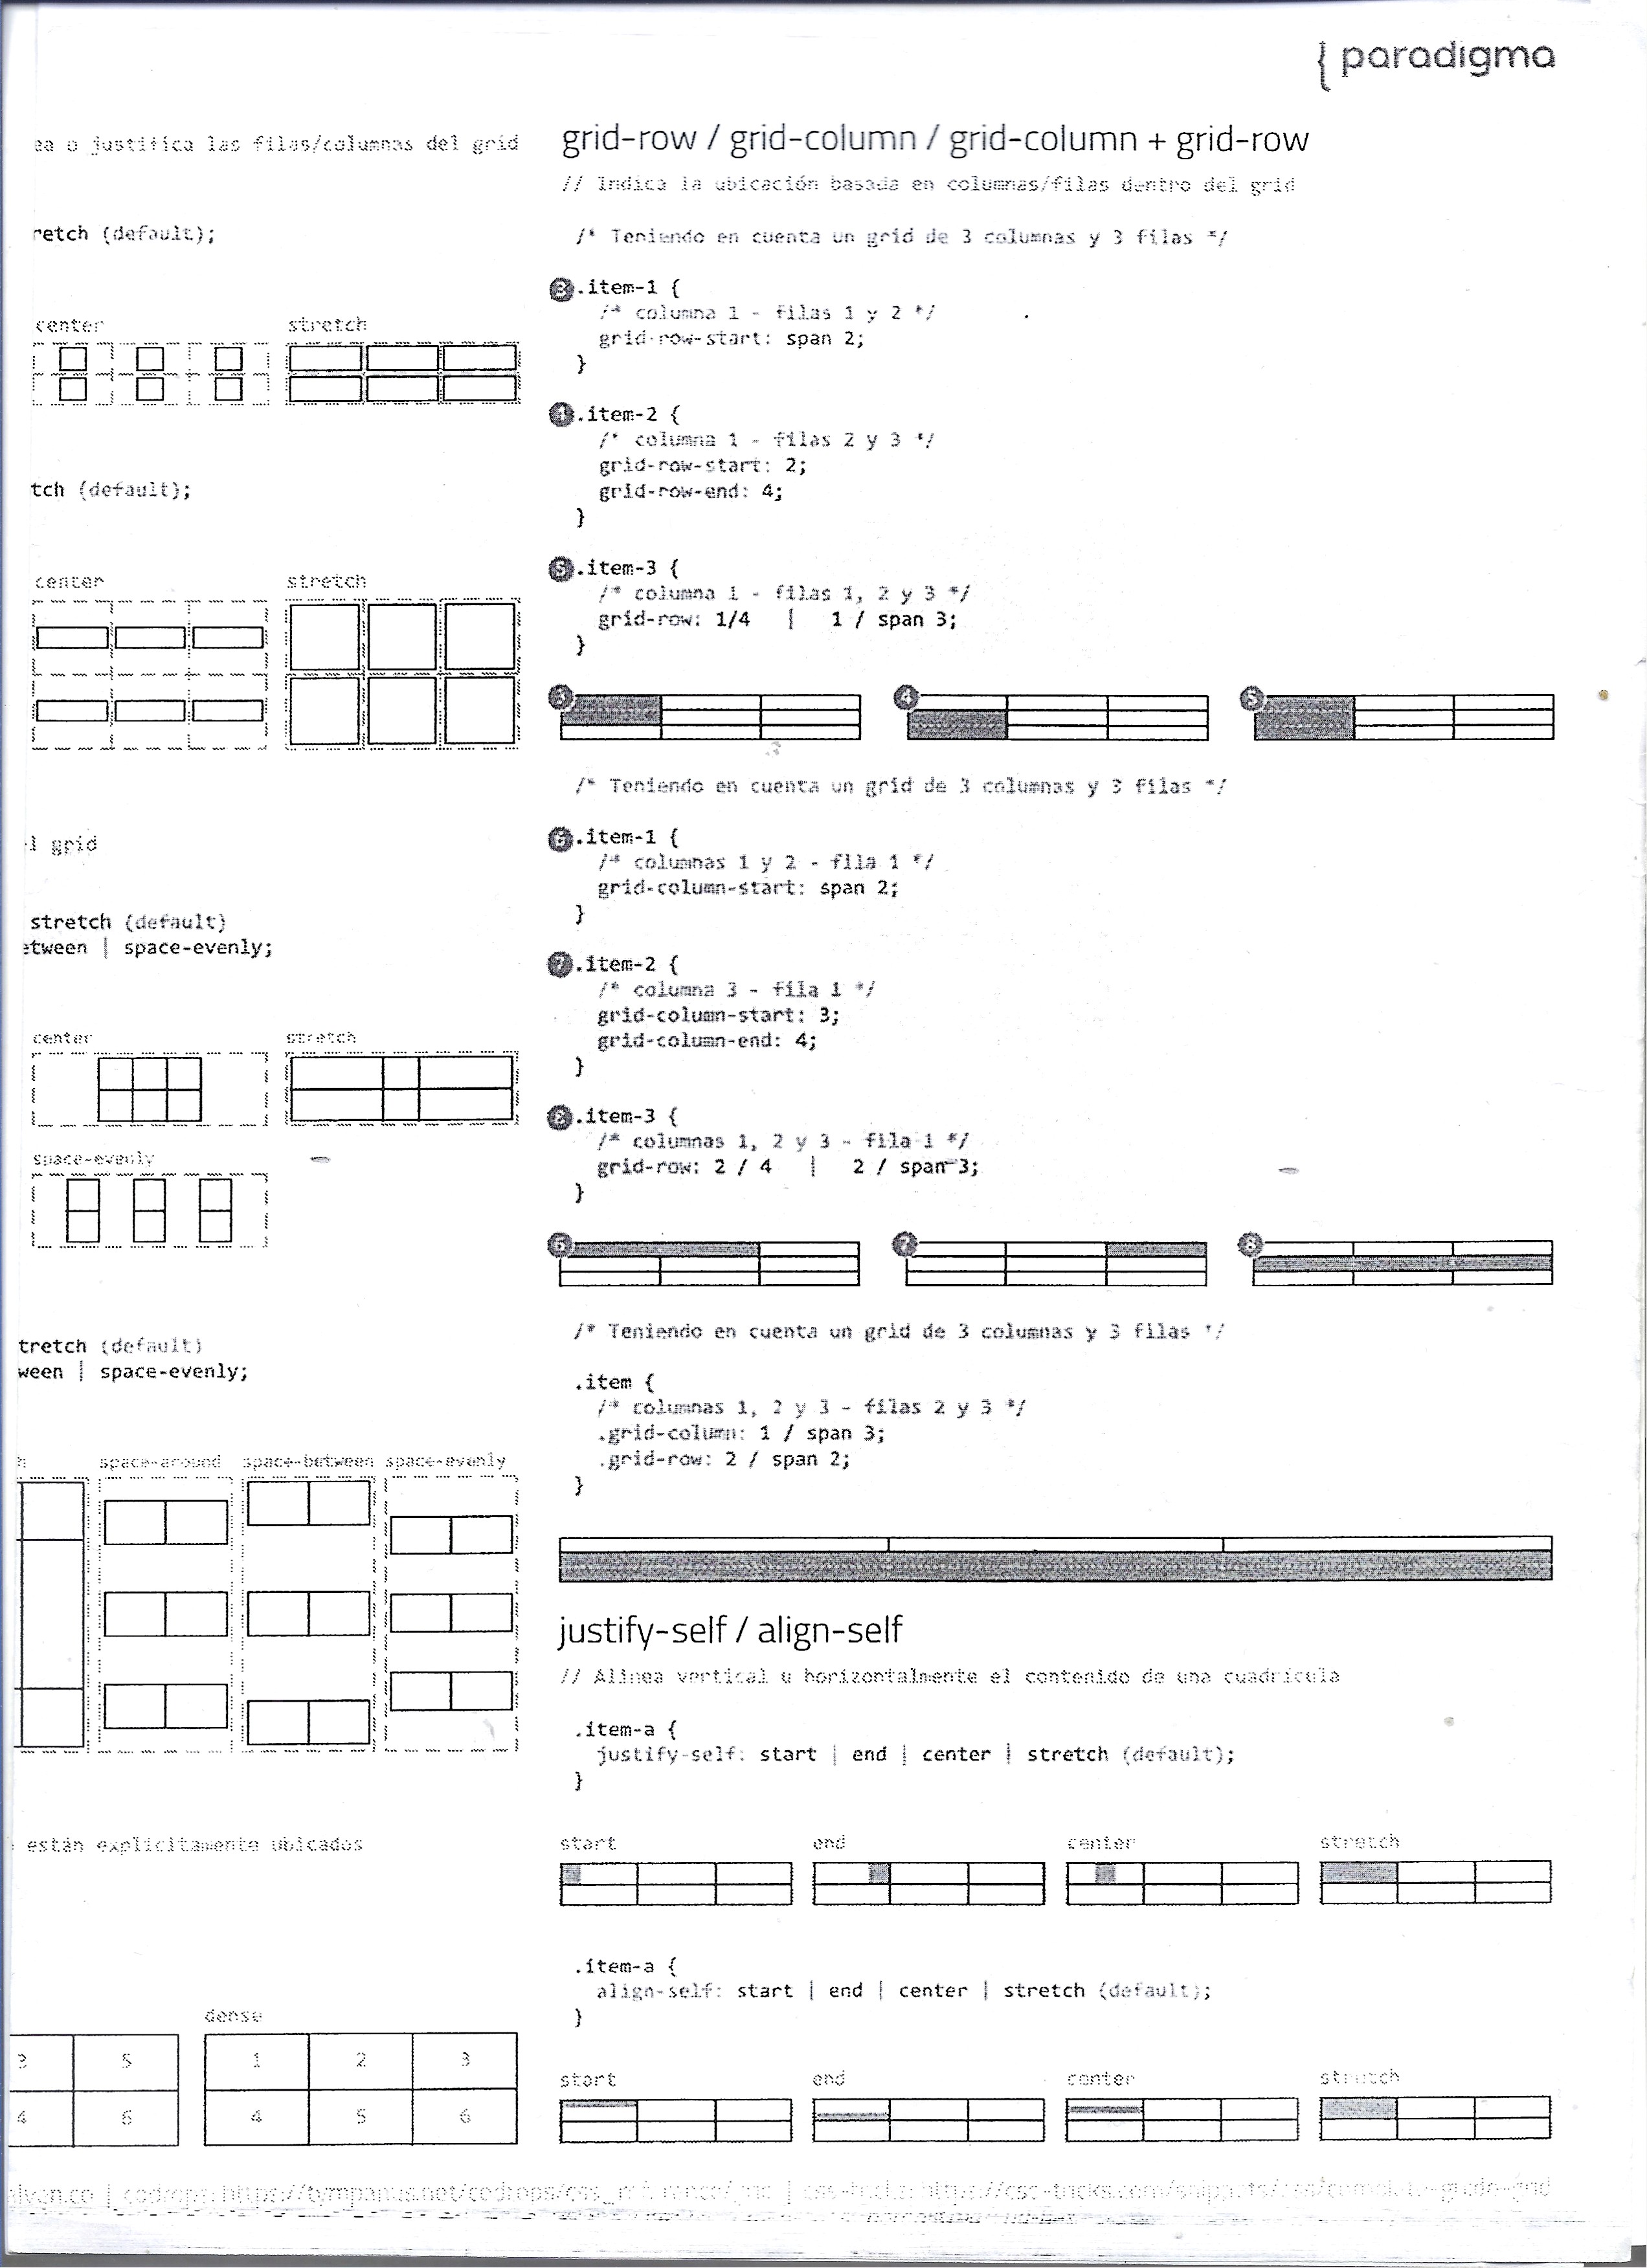 { paradigma
ea o justifica las filas/columnas del grid
retch (default);
center stretch
tch (default);
center stretch
l grid
stretch (default)
etween | space-evenly;
center stretch
space-evenly
tretch (default)
ween | space-evenly;
h space-around space-between space-evenly
están explícitamente ubicados
dense
3 5
4 6
1 2 3
4 5 6
grid-row / grid-column / grid-column + grid-row
// Indica la ubicación basada en columnas/filas dentro del grid
/* Teniendo en cuenta un grid de 3 columnas y 3 filas */
3 .item-1 {
/* columna 1 - filas 1 y 2 */
grid-row-start: span 2;
}
4 .item-2 {
/* columna 1 - filas 2 y 3 */
grid-row-start: 2;
grid-row-end: 4;
}
5 .item-3 {
/* columna 1 - filas 1, 2 y 3 */
grid-row: 1/4 | 1 / span 3;
}
3 4 5
/* Teniendo en cuenta un grid de 3 columnas y 3 filas */
6 .item-1 {
/* columnas 1 y 2 - fila 1 */
grid-column-start: span 2;
}
7 .item-2 {
/* columna 3 - fila 1 */
grid-column-start: 3;
grid-column-end: 4;
}
8 .item-3 {
/* columnas 1, 2 y 3 - fila 1 */
grid-row: 2 / 4 | 2 / span 3;
}
6 7 8
/* Teniendo en cuenta un grid de 3 columnas y 3 filas */
.item {
/* columnas 1, 2 y 3 - filas 2 y 3 */
.grid-column: 1 / span 3;
.grid-row: 2 / span 2;
}
justify-self / align-self
// Alinea vertical u horizontalmente el contenido de una cuadrícula
.item-a {
justify-self: start | end | center | stretch (default);
}
start end center stretch
.item-a {
align-self: start | end | center | stretch (default);
}
start end center stretch
| codrops: https://tympanus.net/codrops/css_reference/grid | css-tricks: https://css-tricks.com/snippets/css/complete-guide-grid